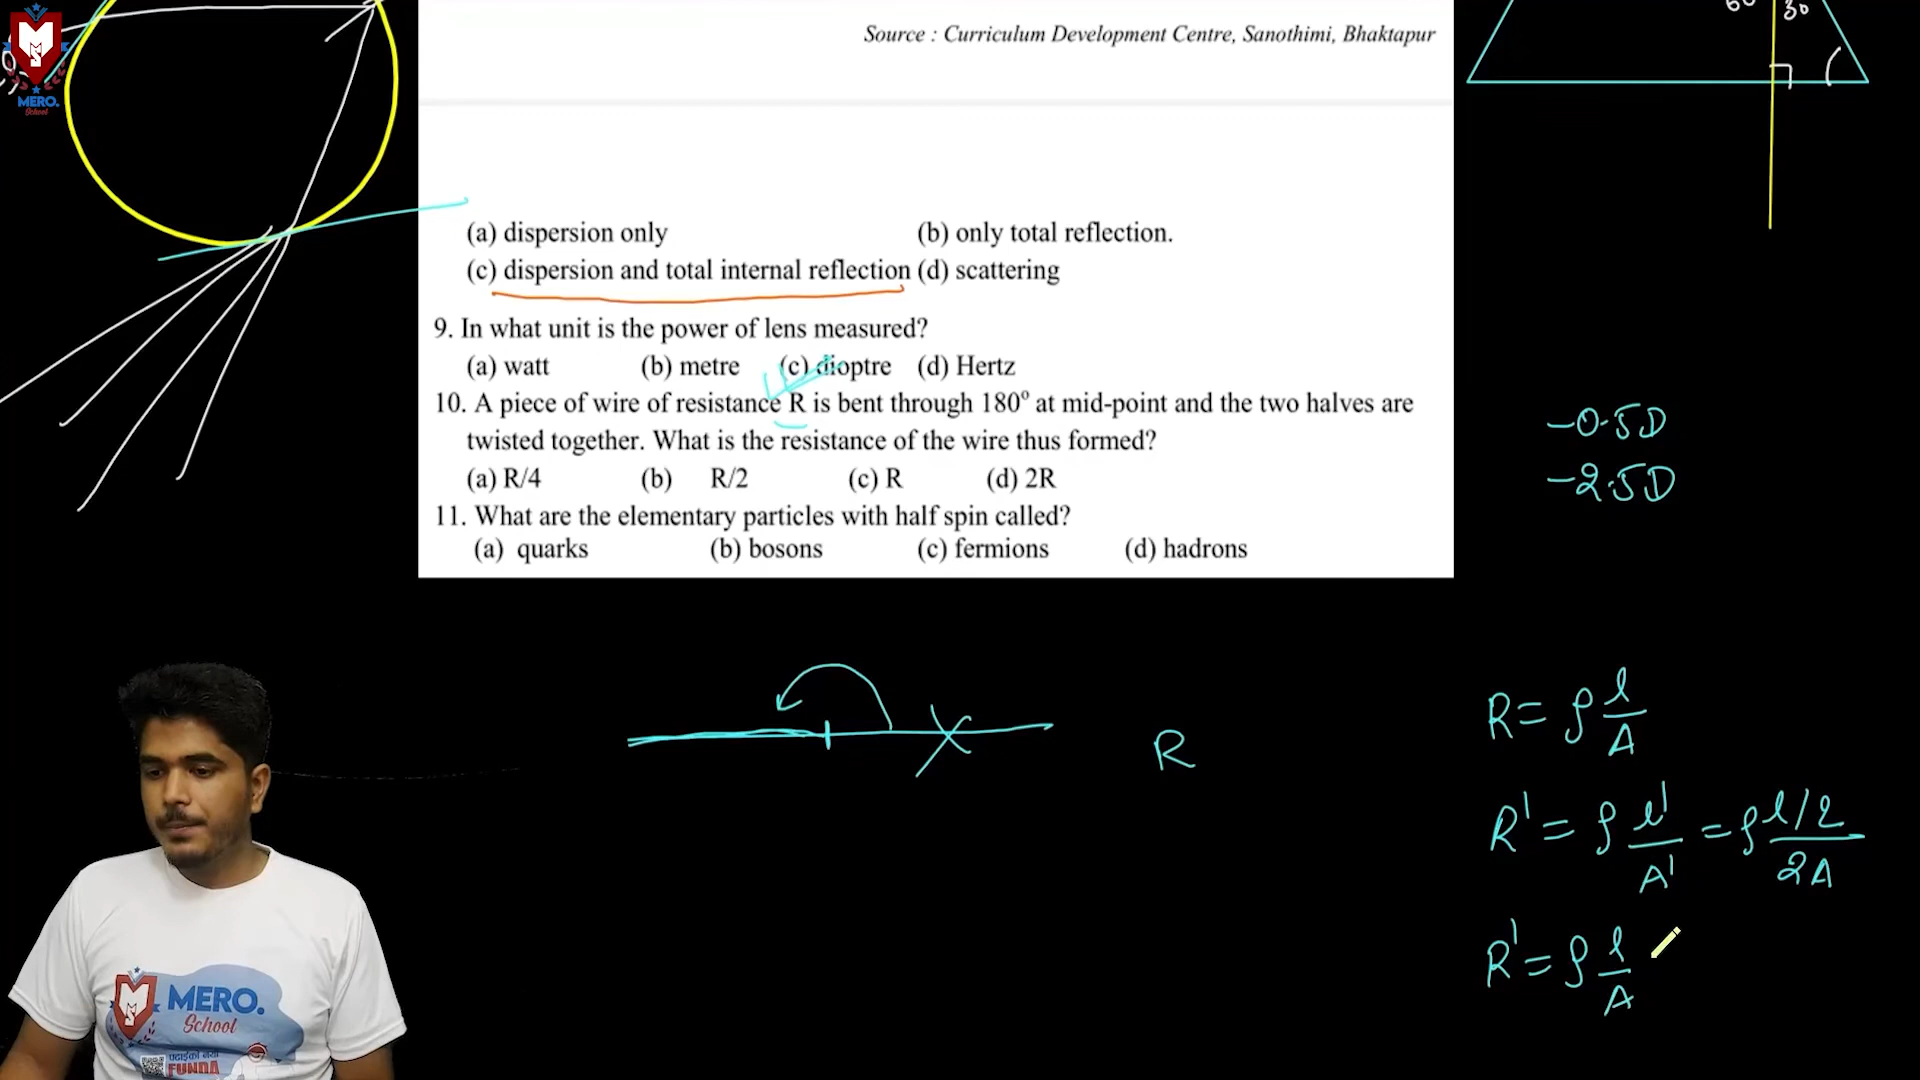 MERO.
School
Source : Curriculum Development Centre, Sanothimi, Bhaktapur
30
(a) dispersion only (b) only total reflection.
(c) dispersion and total internal reflection (d) scattering
9. In what unit is the power of lens measured?
(a) watt (b) metre (c) dioptre (d) Hertz
10. A piece of wire of resistance R is bent through 180° at mid-point and the two halves are
twisted together. What is the resistance of the wire thus formed?
(a) R/4 (b) R/2 (c) R (d) 2R
11. What are the elementary particles with half spin called?
(a) quarks (b) bosons (c) fermions (d) hadrons
-0.5D
-2.5D
R
R = ρ l/A
R' = ρ l'/A' = ρ l/2 / 2A
R' = ρ l/A
MERO.
School
FUNDA